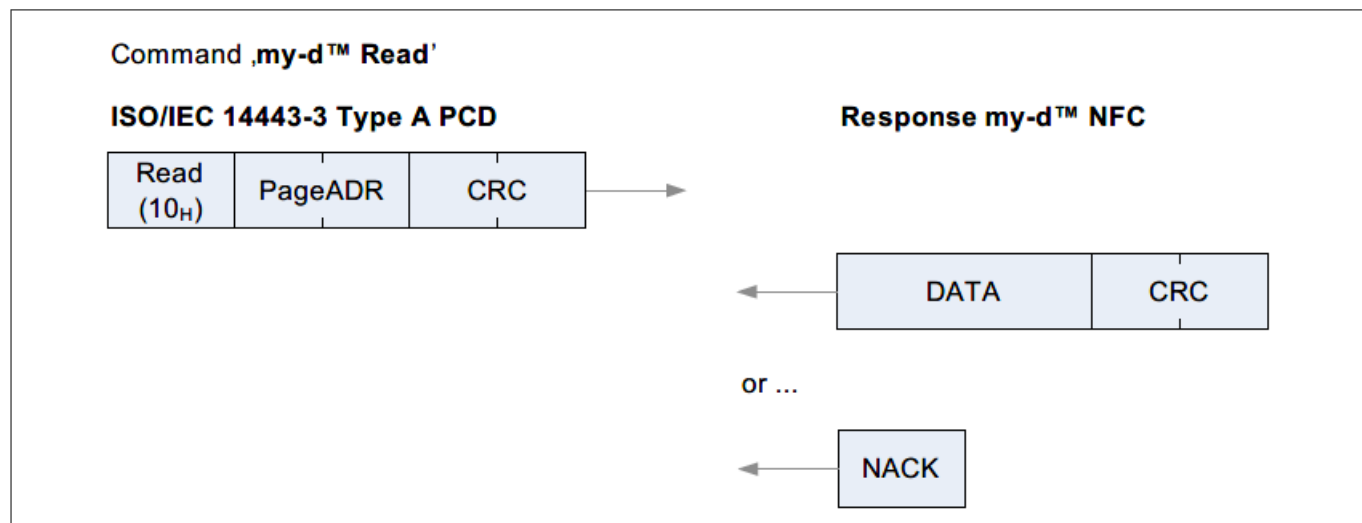 Command ‚my-d™ Read’
ISO/IEC 14443-3 Type A PCD
Response my-d™ NFC
Read
(10H)
PageADR
CRC
DATA
CRC
or ...
NACK